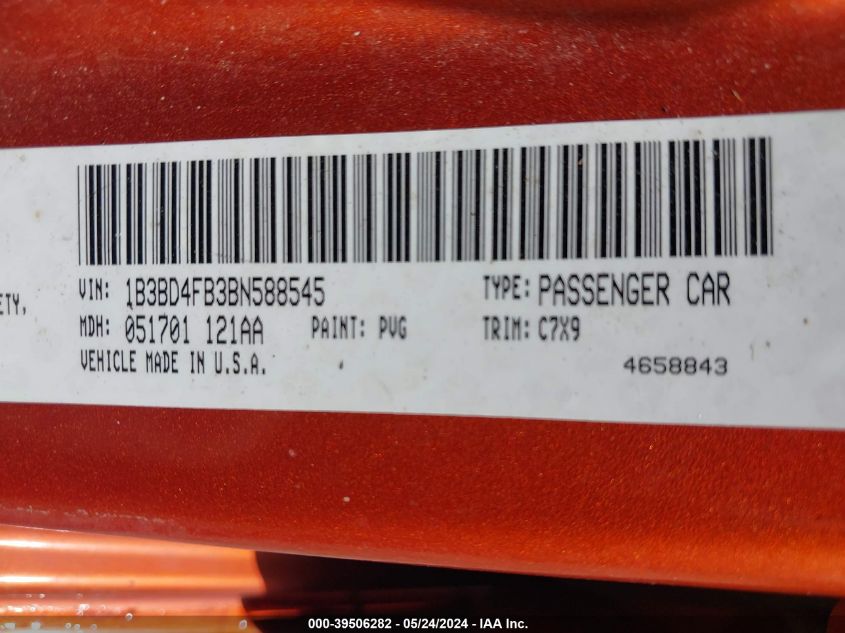 VIN: 1B3BD4FB3BN588545 TYPE: PASSENGER CAR
ETY,
MDH: 051701 121AA PAINT: PVG TRIM: C7X9
VEHICLE MADE IN U.S.A. 4658843
000-39506282 - 05/24/2024 - IAA Inc.